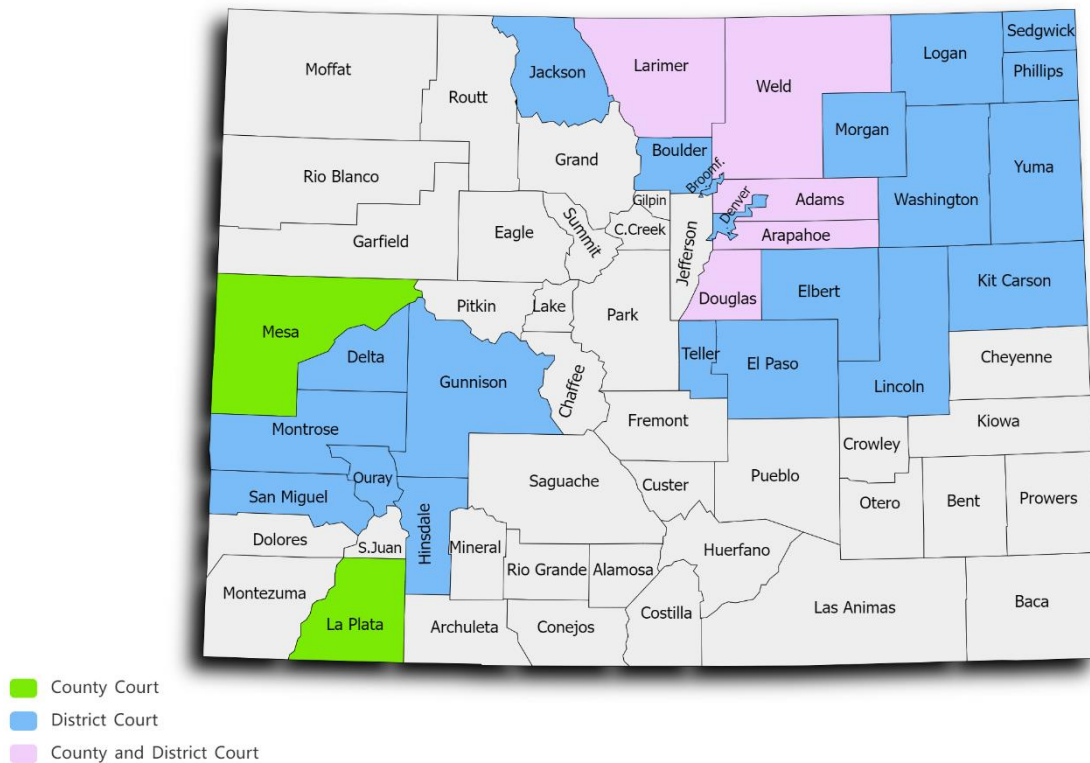 Sedgwick
Logan
Phillips
Larimer
Moffat
Jackson
Weld
Routt
Morgan
Boulder
Grand
Yuma
Rio Blanco
Broomf.
Gilpin
Adams
Washington
Denver
C.Creek
Summit
Eagle
Garfield
Arapahoe
Jefferson
Kit Carson
Elbert
Douglas
Pitkin
Lake
Park
Mesa
Teller
Delta
Cheyenne
El Paso
Gunnison
Lincoln
Chaffee
Fremont
Kiowa
Montrose
Crowley
Pueblo
Ouray
Saguache
Custer
San Miguel
Otero
Bent
Prowers
Dolores
S.Juan
Mineral
Hinsdale
Huerfano
Rio Grande
Alamosa
Montezuma
Baca
Las Animas
Costilla
La Plata
Archuleta
Conejos
County Court
District Court
County and District Court